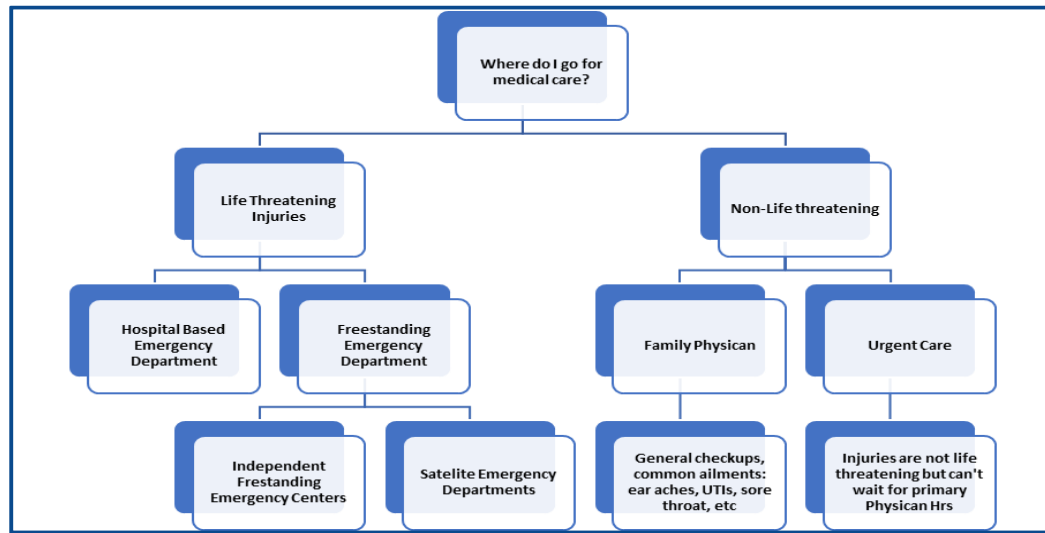 Where do I go for
medical care?
Life Threatening
Injuries
Non-Life threatening
Hospital Based
Emergency
Department
Freestanding
Emergency
Department
Family Physican
Urgent Care
Independent
Frestanding
Emergency Centers
Satelite Emergency
Departments
General checkups,
common ailments:
ear aches, UTIs, sore
throat, etc
Injuries are not life
threatening but can't
wait for primary
Physican Hrs